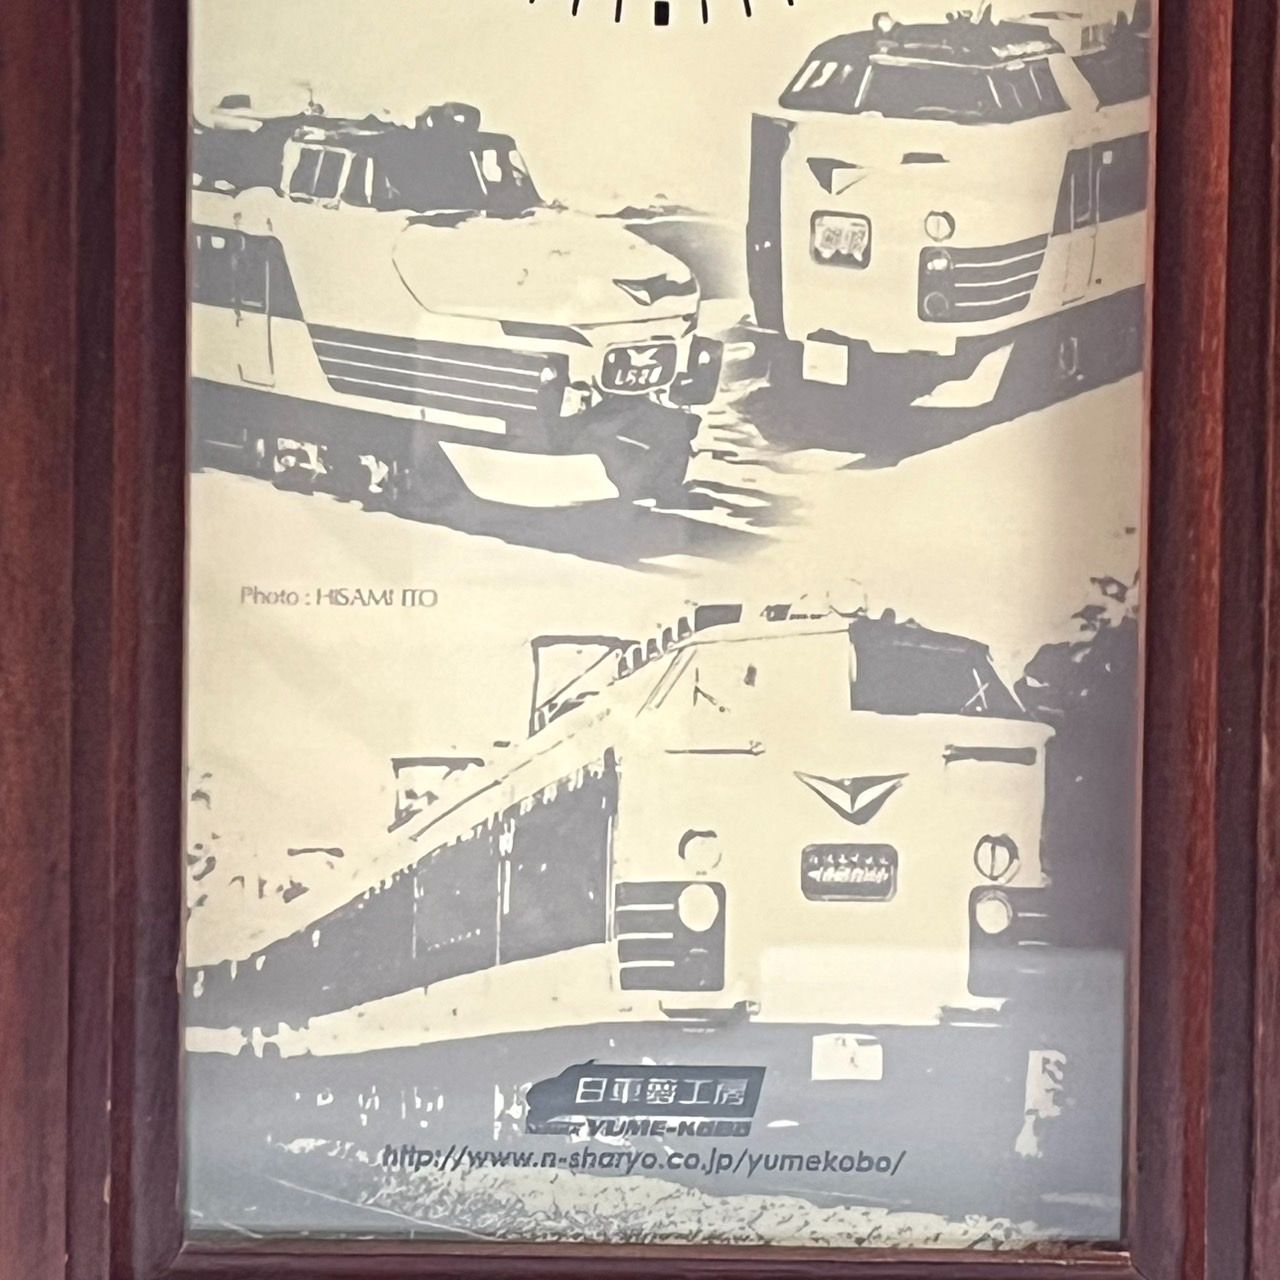 Photo : HISAMI ITO
日車夢工房
YUME-KOBO
http://www.n-sharyo.co.jp/yumekobo/